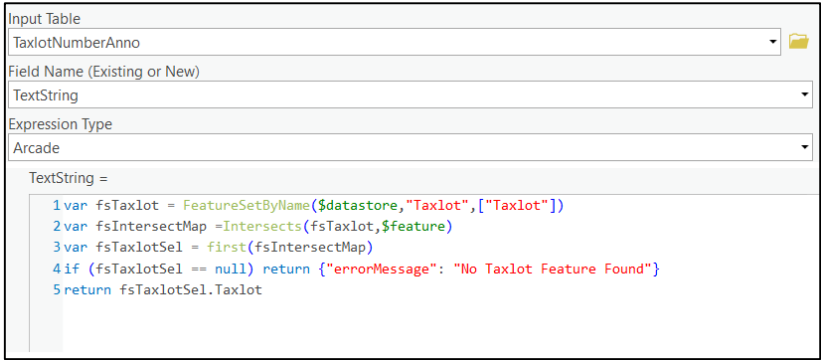 Input Table
TaxlotNumberAnno
Field Name (Existing or New)
TextString
Expression Type
Arcade
TextString =
1 var fsTaxlot = FeatureSetByName($datastore,"Taxlot",["Taxlot"])
2 var fsIntersectMap =Intersects(fsTaxlot,$feature)
3 var fsTaxlotSel = first(fsIntersectMap)
4 if (fsTaxlotSel == null) return {"errorMessage": "No Taxlot Feature Found"}
5 return fsTaxlotSel.Taxlot